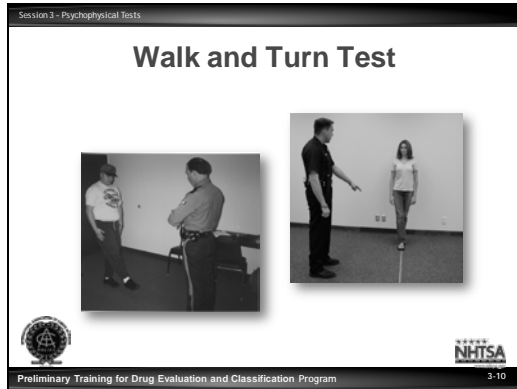 Session 3 - Psychophysical Tests
Walk and Turn Test
NHTSA
Preliminary Training for Drug Evaluation and Classification Program
3-10